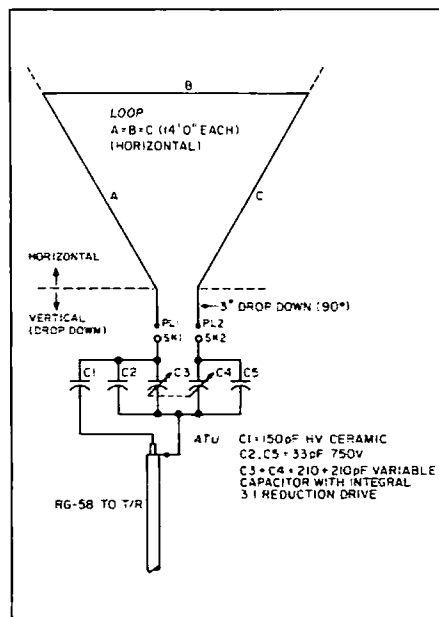 B
LOOP
A=B=C (14'0" EACH)
(HORIZONTAL)
A
C
HORIZONTAL
VERTICAL
(DROP DOWN)
3" DROP DOWN (90°)
PL1 PL2
SK1 SK2
C1 C2 C3 C4 C5
ATU
C1=150pF HV CERAMIC
C2,C5=33pF 750V
C3+C4=210+210pF VARIABLE
CAPACITOR WITH INTEGRAL
3:1 REDUCTION DRIVE
RG-58 TO T/R